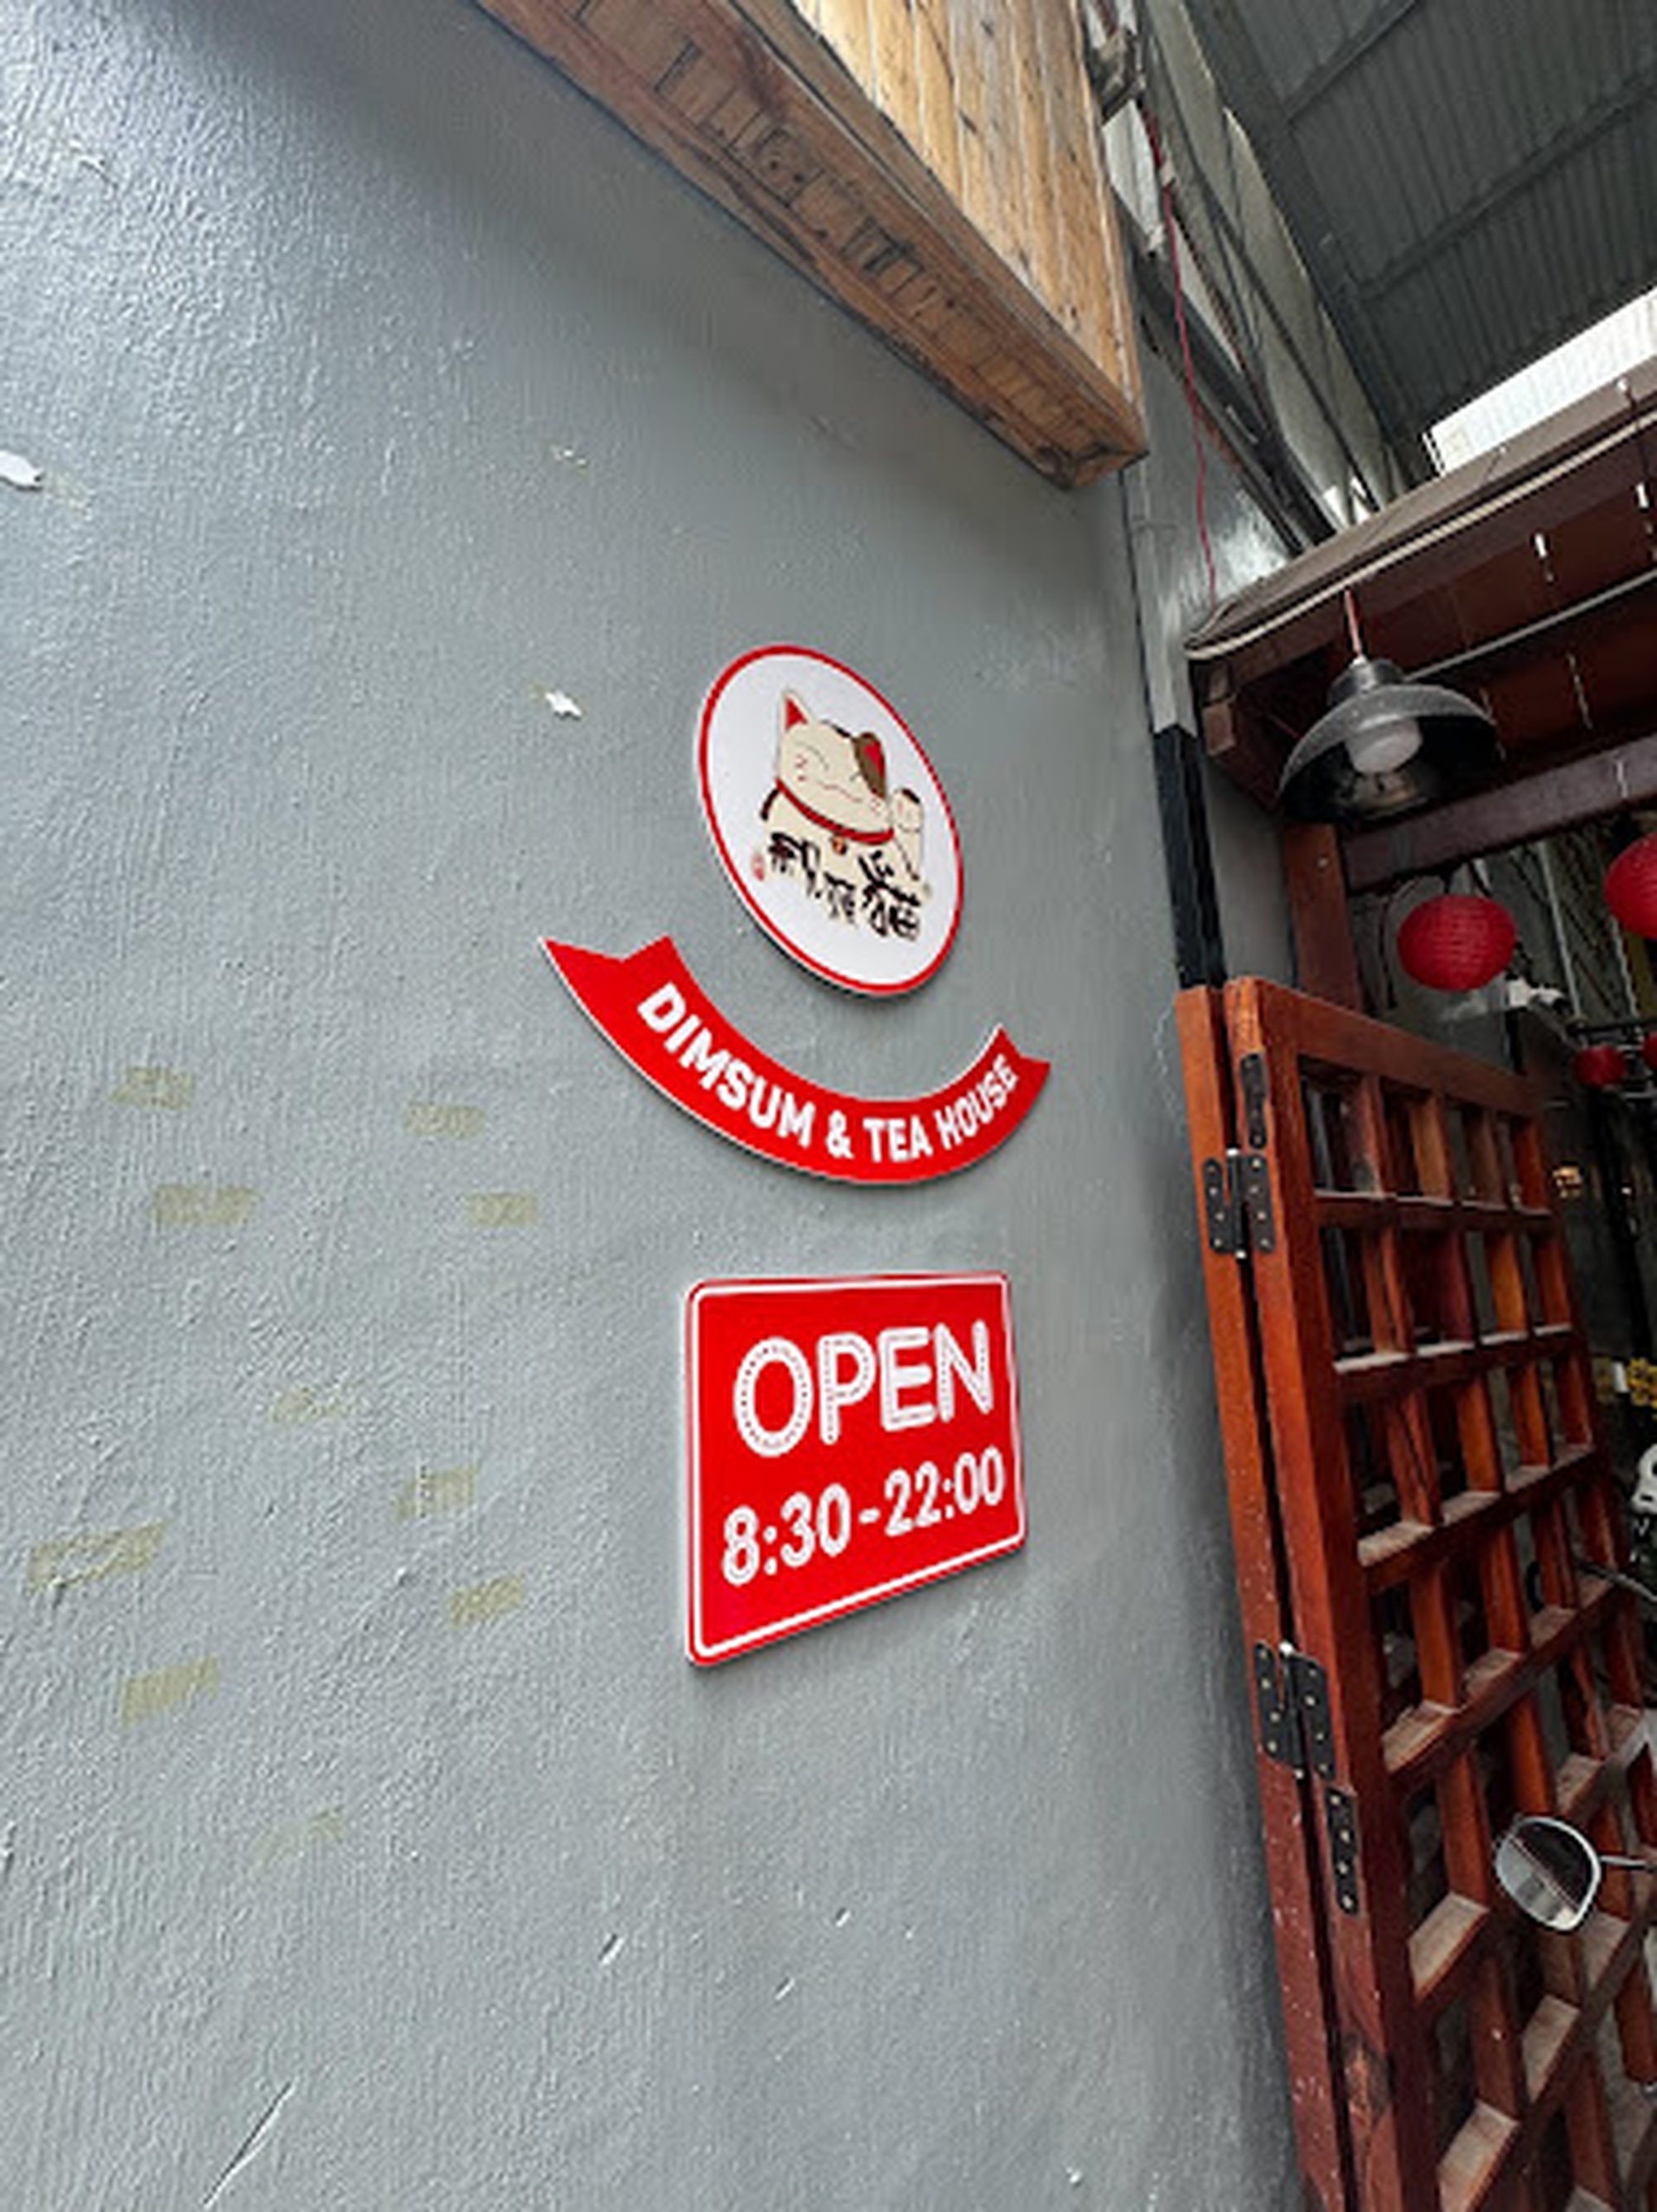 DIMSUM & TEA HOUSE
OPEN
8:30-22:00